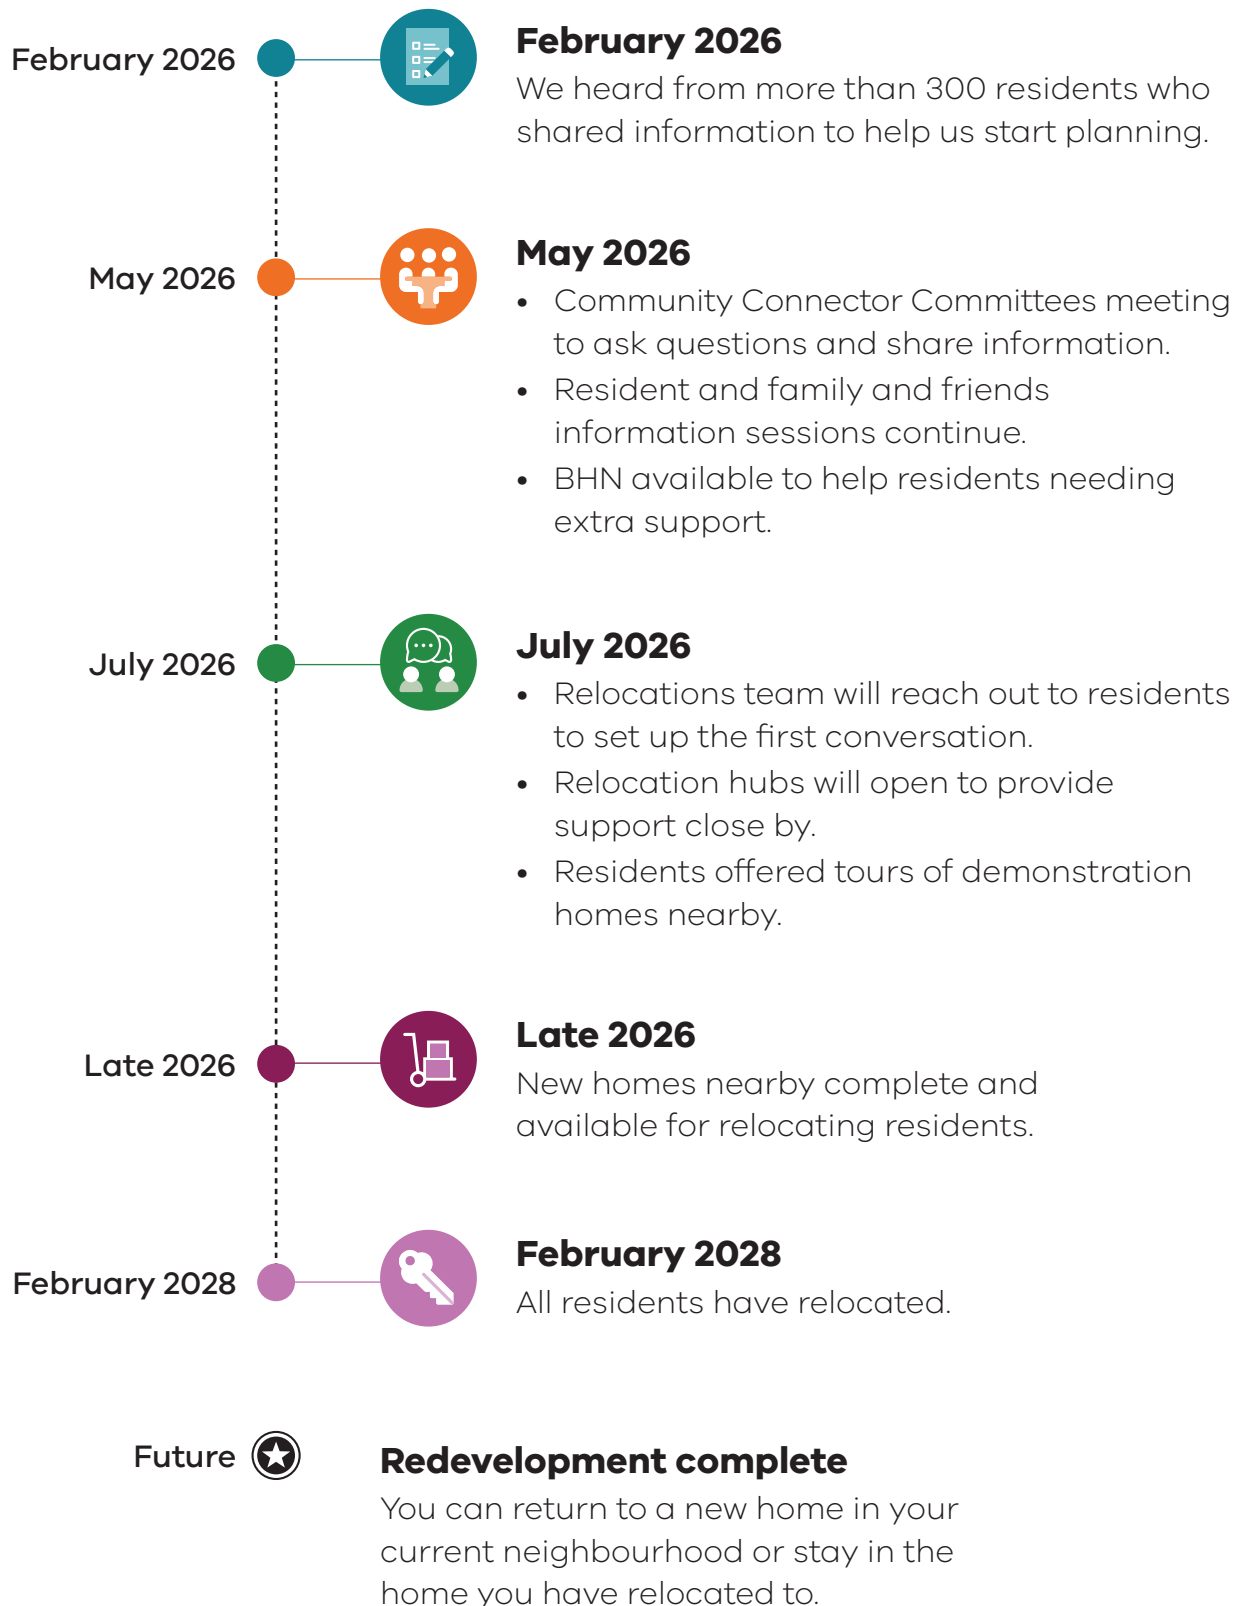 February 2026
February 2026
We heard from more than 300 residents who
shared information to help us start planning.
May 2026
May 2026
• Community Connector Committees meeting
to ask questions and share information.
• Resident and family and friends
information sessions continue.
• BHN available to help residents needing
extra support.
July 2026
July 2026
• Relocations team will reach out to residents
to set up the first conversation.
• Relocation hubs will open to provide
support close by.
• Residents offered tours of demonstration
homes nearby.
Late 2026
Late 2026
New homes nearby complete and
available for relocating residents.
February 2028
February 2028
All residents have relocated.
Future
Redevelopment complete
You can return to a new home in your
current neighbourhood or stay in the
home you have relocated to.